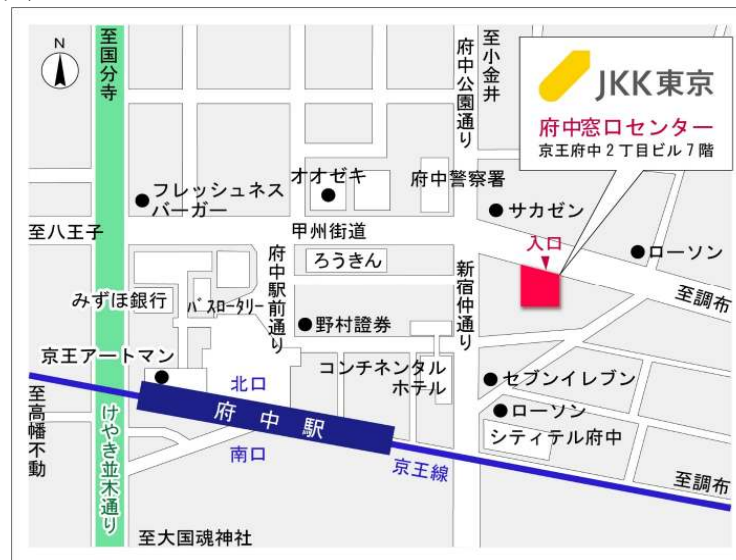 N
至国分寺
府中公園通り
至小金井
JKK東京
府中窓口センター
京王府中2丁目ビル7階
オオゼキ
府中警察署
フレッシュネス
バーガー
サカゼン
至八王子
甲州街道
入口
ローソン
ろうきん
府中駅前通り
新宿仲通り
至調布
みずほ銀行
バスロータリー
野村證券
京王アートマン
コンチネンタル
ホテル
セブンイレブン
北口
ローソン
府中駅
シティテル府中
至高幡不動
けやき並木通り
南口
京王線
至調布
至大国魂神社